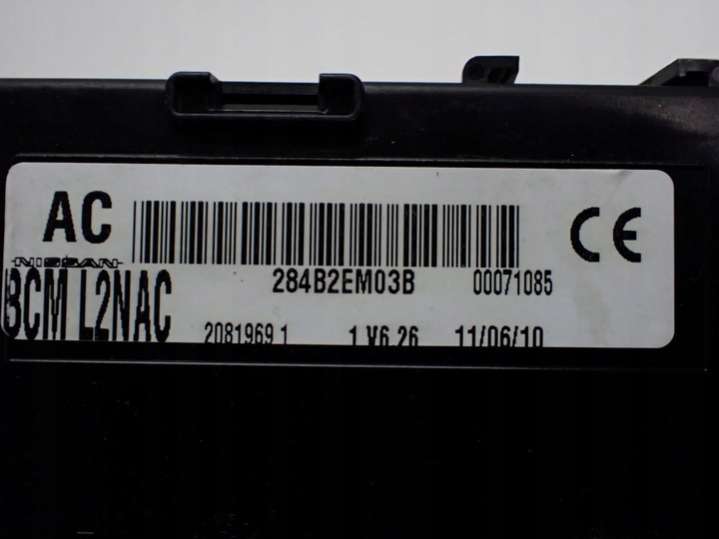 AC
NISSAN
284B2EM03B 00071085
BCM L2NAC
2081969 1 1 V6.26 11/06/10
CE